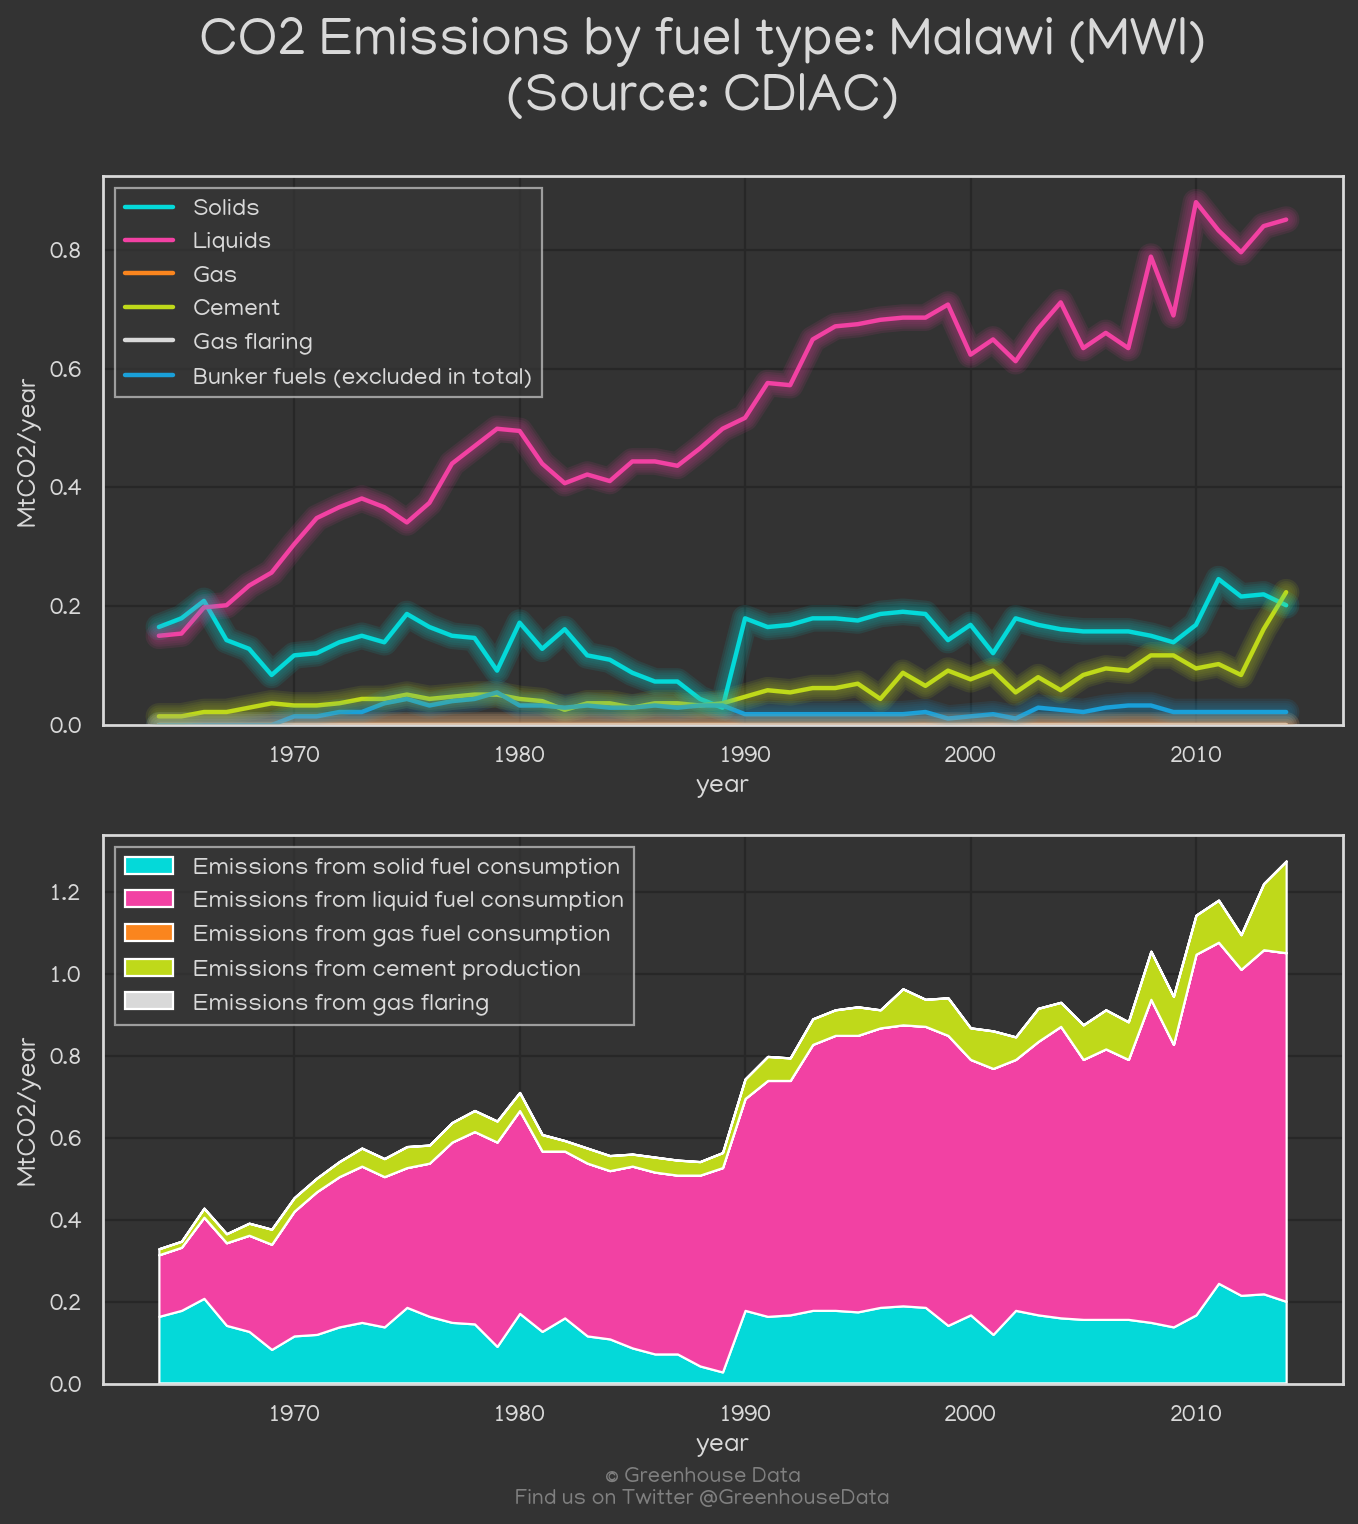 CO2 Emissions by fuel type: Malawi (MWI)
(Source: CDIAC)
Solids
Liquids
Gas
Cement
Gas flaring
Bunker fuels (excluded in total)
MtCO2/year
0.8
0.6
0.4
0.2
0.0
1970 1980 1990 2000 2010
year
Emissions from solid fuel consumption
Emissions from liquid fuel consumption
Emissions from gas fuel consumption
Emissions from cement production
Emissions from gas flaring
MtCO2/year
1.2
1.0
0.8
0.6
0.4
0.2
0.0
1970 1980 1990 2000 2010
year
© Greenhouse Data
Find us on Twitter @GreenhouseData